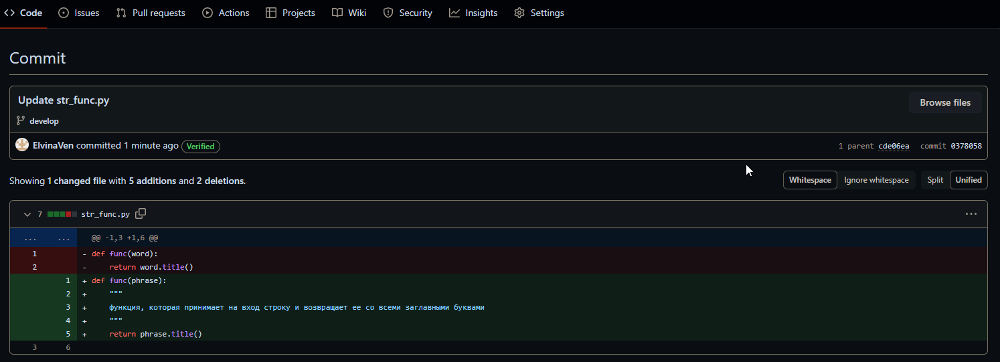 Code Issues Pull requests Actions Projects Wiki Security Insights Settings
Commit
Update str_func.py
Browse files
develop
ElvinaVen committed 1 minute ago Verified
1 parent cde06ea commit 0378058
Showing 1 changed file with 5 additions and 2 deletions.
Whitespace Ignore whitespace Split Unified
7 str_func.py ...
... ... @@ -1,3 +1,6 @@
1 - def func(word):
2 - return word.title()
1 + def func(phrase):
2 + """
3 + функция, которая принимает на вход строку и возвращает ее со всеми заглавными буквами
4 + """
5 + return phrase.title()
3 6